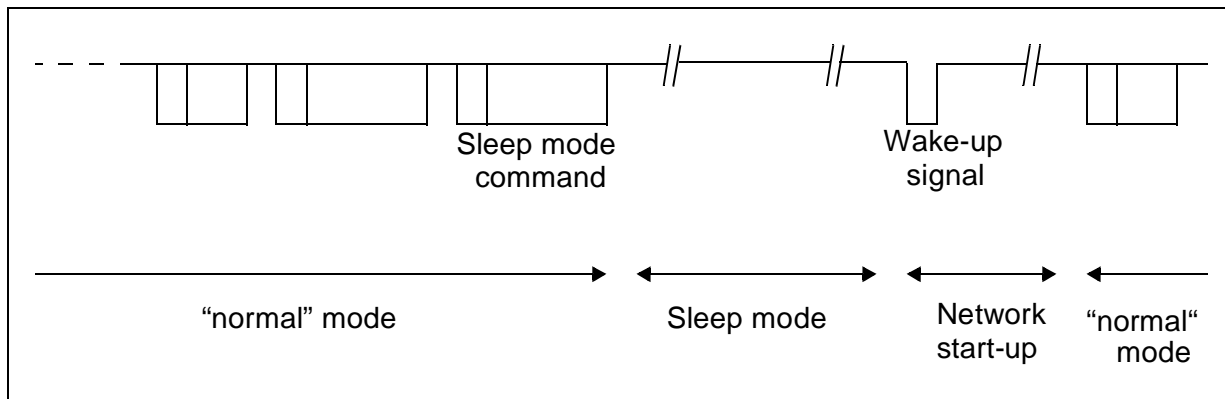 Sleep mode
command
Wake-up
signal
“normal” mode
Sleep mode
Network
start-up
“normal“
mode